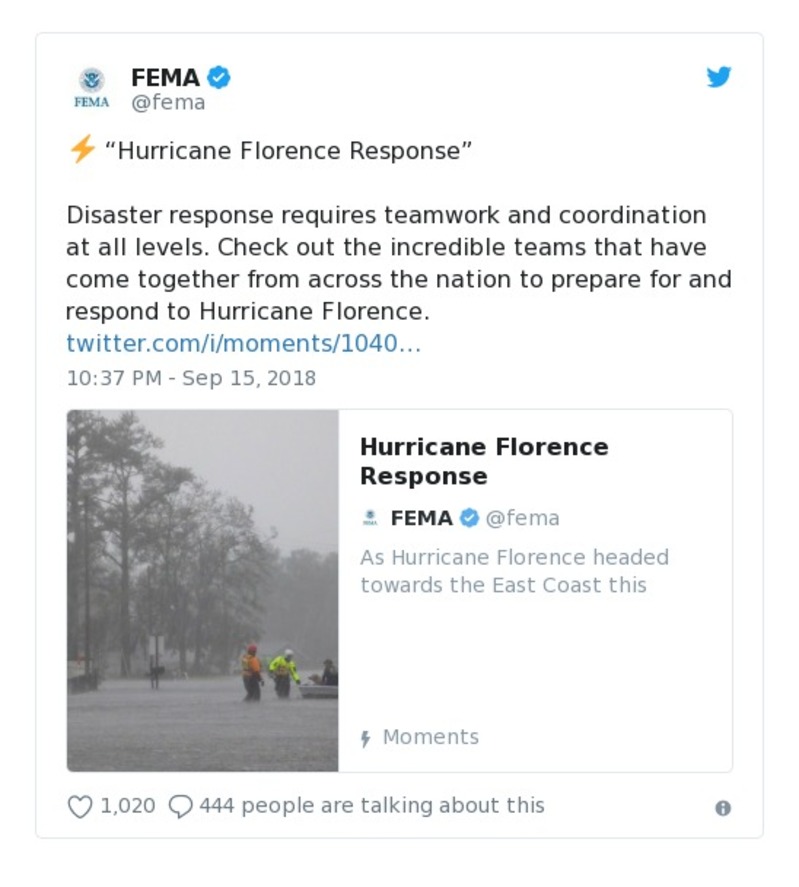 FEMA
FEMA
@fema
⚡ “Hurricane Florence Response”
Disaster response requires teamwork and coordination
at all levels. Check out the incredible teams that have
come together from across the nation to prepare for and
respond to Hurricane Florence.
twitter.com/i/moments/1040…
10:37 PM - Sep 15, 2018
Hurricane Florence
Response
FEMA @fema
As Hurricane Florence headed
towards the East Coast this
Moments
1,020 444 people are talking about this